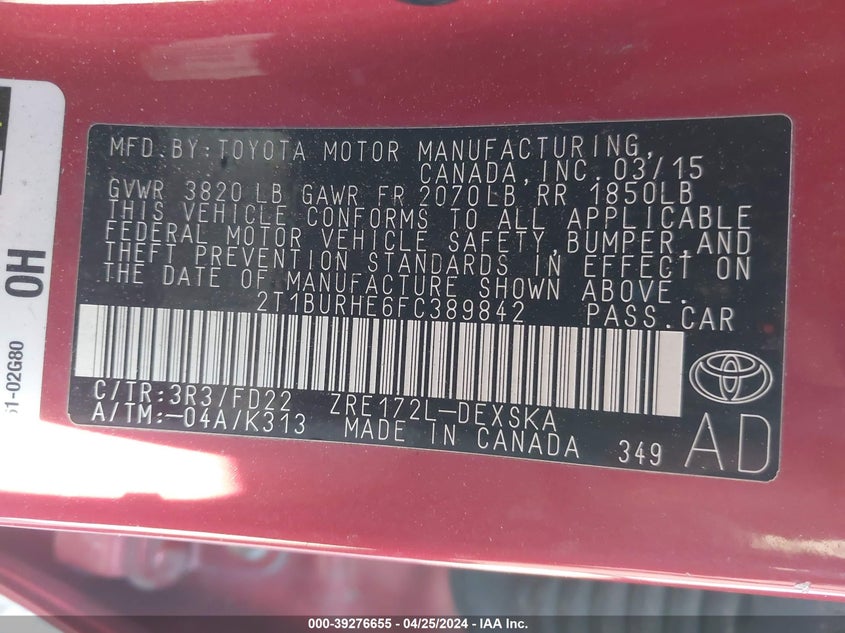 MFD.BY:TOYOTA MOTOR MANUFACTURING,
CANADA,INC. 03/15
GVWR 3820 LB GAWR FR 2070LB RR 1850LB
THIS VEHICLE CONFORMS TO ALL APPLICABLE
FEDERAL MOTOR VEHICLE SAFETY,BUMPER,AND
THEFT PREVENTION STANDARDS IN EFFECT ON
THE DATE OF MANUFACTURE SHOWN ABOVE.
2T1BURHE6FC389842 PASS.CAR
C/TR:3R3/FD22 ZRE172L-DEXSKA
A/TM:-04A/K313 MADE IN CANADA 349
AD
OH
51-02G80
000-39276655 - 04/25/2024 - IAA Inc.